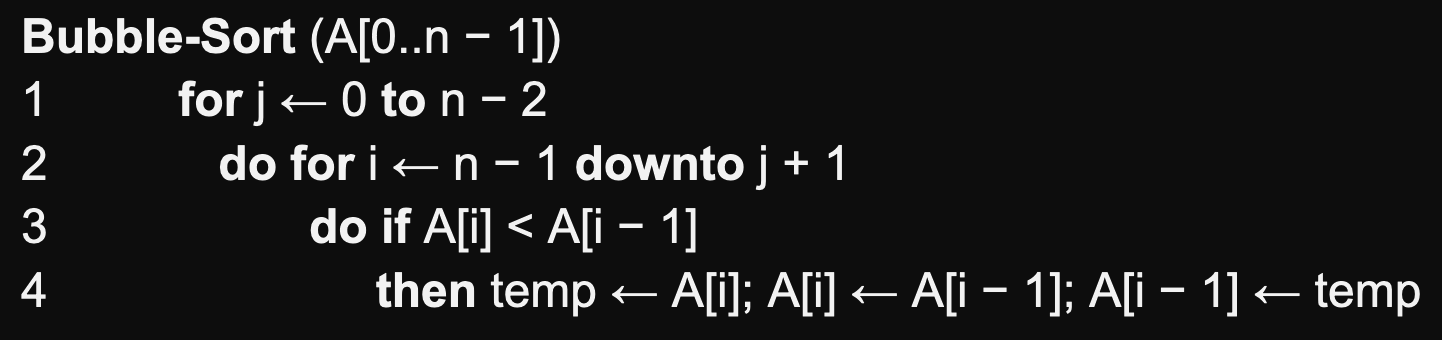 Bubble-Sort (A[0..n − 1])
1 for j ← 0 to n − 2
2 do for i ← n − 1 downto j + 1
3 do if A[i] < A[i − 1]
4 then temp ← A[i]; A[i] ← A[i − 1]; A[i − 1] ← temp